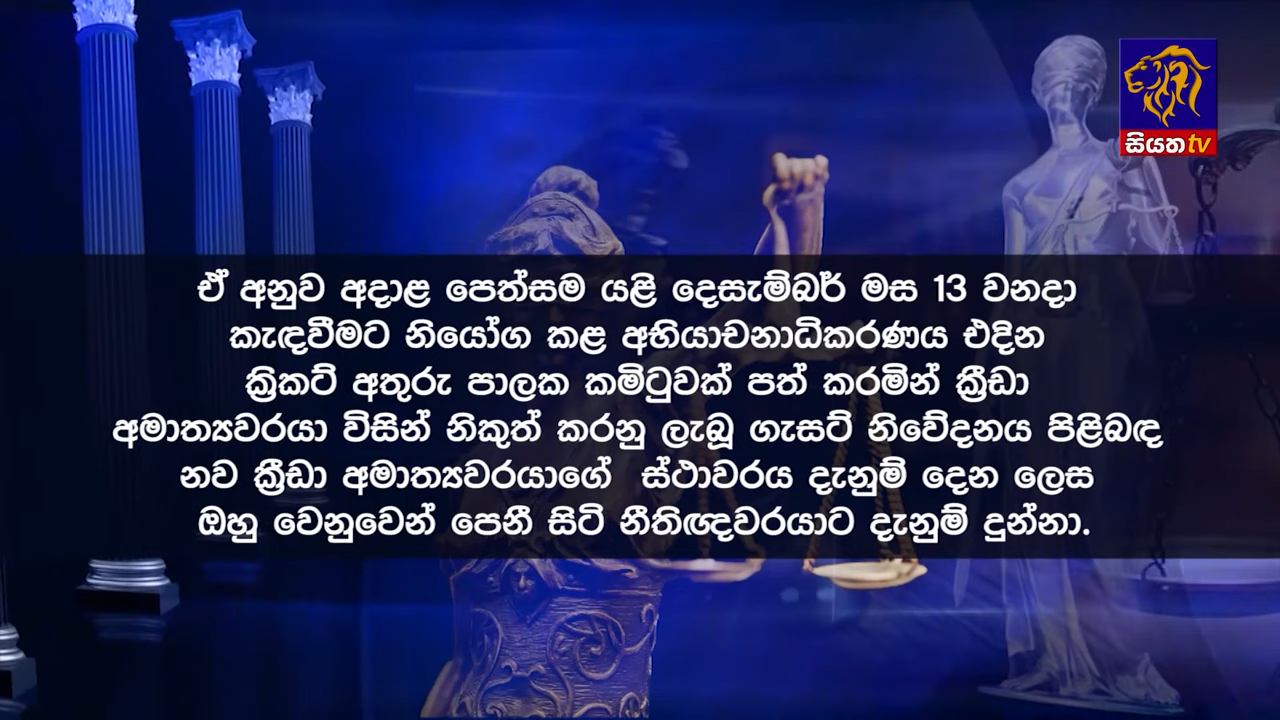 සියත tv
ඒ අනුව අදාළ පෙත්සම යළි දෙසැම්බර් මස 13 වනදා
කැඳවීමට නියෝග කළ අභියාචනාධිකරණය එදින
ක්‍රිකට් අතුරු පාලක කමිටුවක් පත් කරමින් ක්‍රීඩා
අමාත්‍යවරයා විසින් නිකුත් කරනු ලැබූ ගැසට් නිවේදනය පිළිබඳ
නව ක්‍රීඩා අමාත්‍යවරයාගේ ස්ථාවරය දැනුම් දෙන ලෙස
ඔහු වෙනුවෙන් පෙනී සිටි නීතිඥවරයාට දැනුම් දුන්නා.